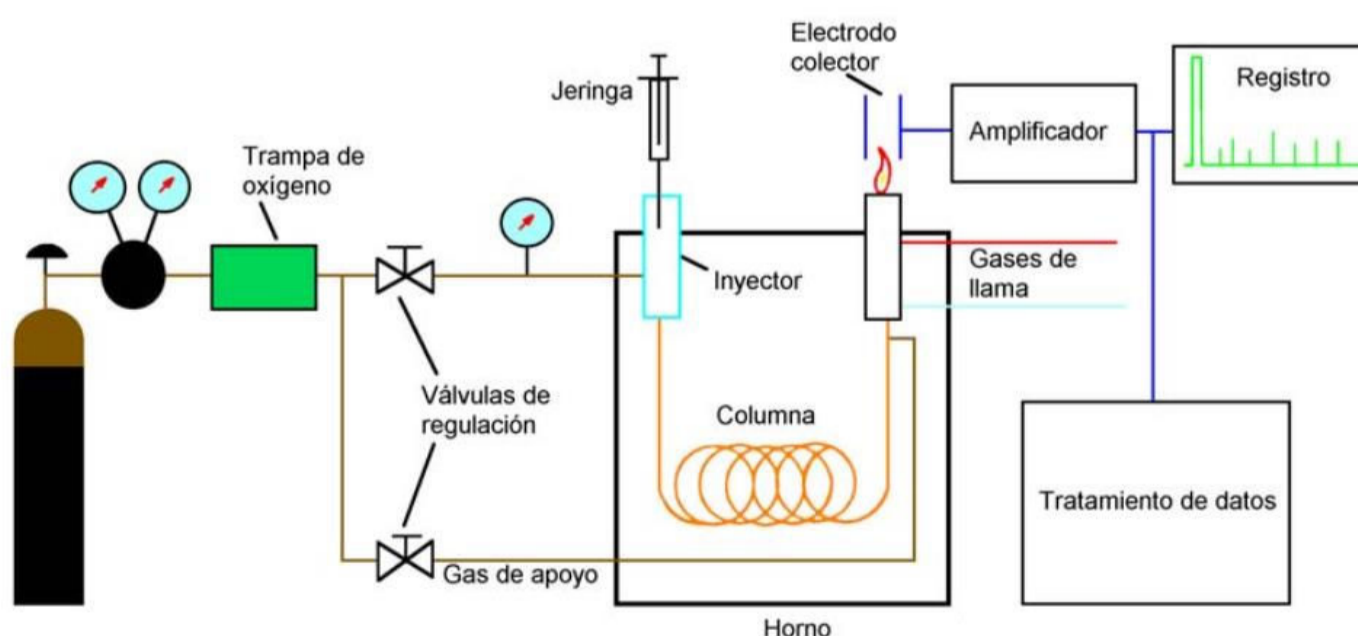 Electrodo
colector
Jeringa
Registro
Amplificador
Trampa de
oxígeno
Inyector
Gases de
llama
Válvulas de
regulación
Columna
Tratamiento de datos
Gas de apoyo
Horno